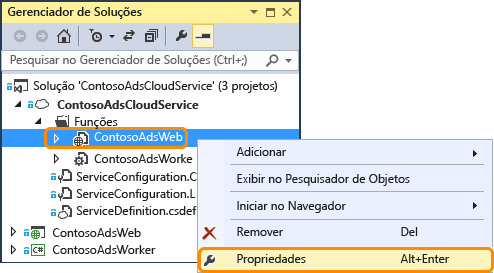 Gerenciador de Soluções
Pesquisar no Gerenciador de Soluções (Ctrl+;)
Solução 'ContosoAdsCloudService' (3 projetos)
ContosoAdsCloudService
Funções
ContosoAdsWeb
ContosoAdsWorke
ServiceConfiguration.C
ServiceConfiguration.L
ServiceDefinition.csdef
ContosoAdsWeb
C# ContosoAdsWorker
Adicionar
Exibir no Pesquisador de Objetos
Iniciar no Navegador
Remover Del
Propriedades Alt+Enter